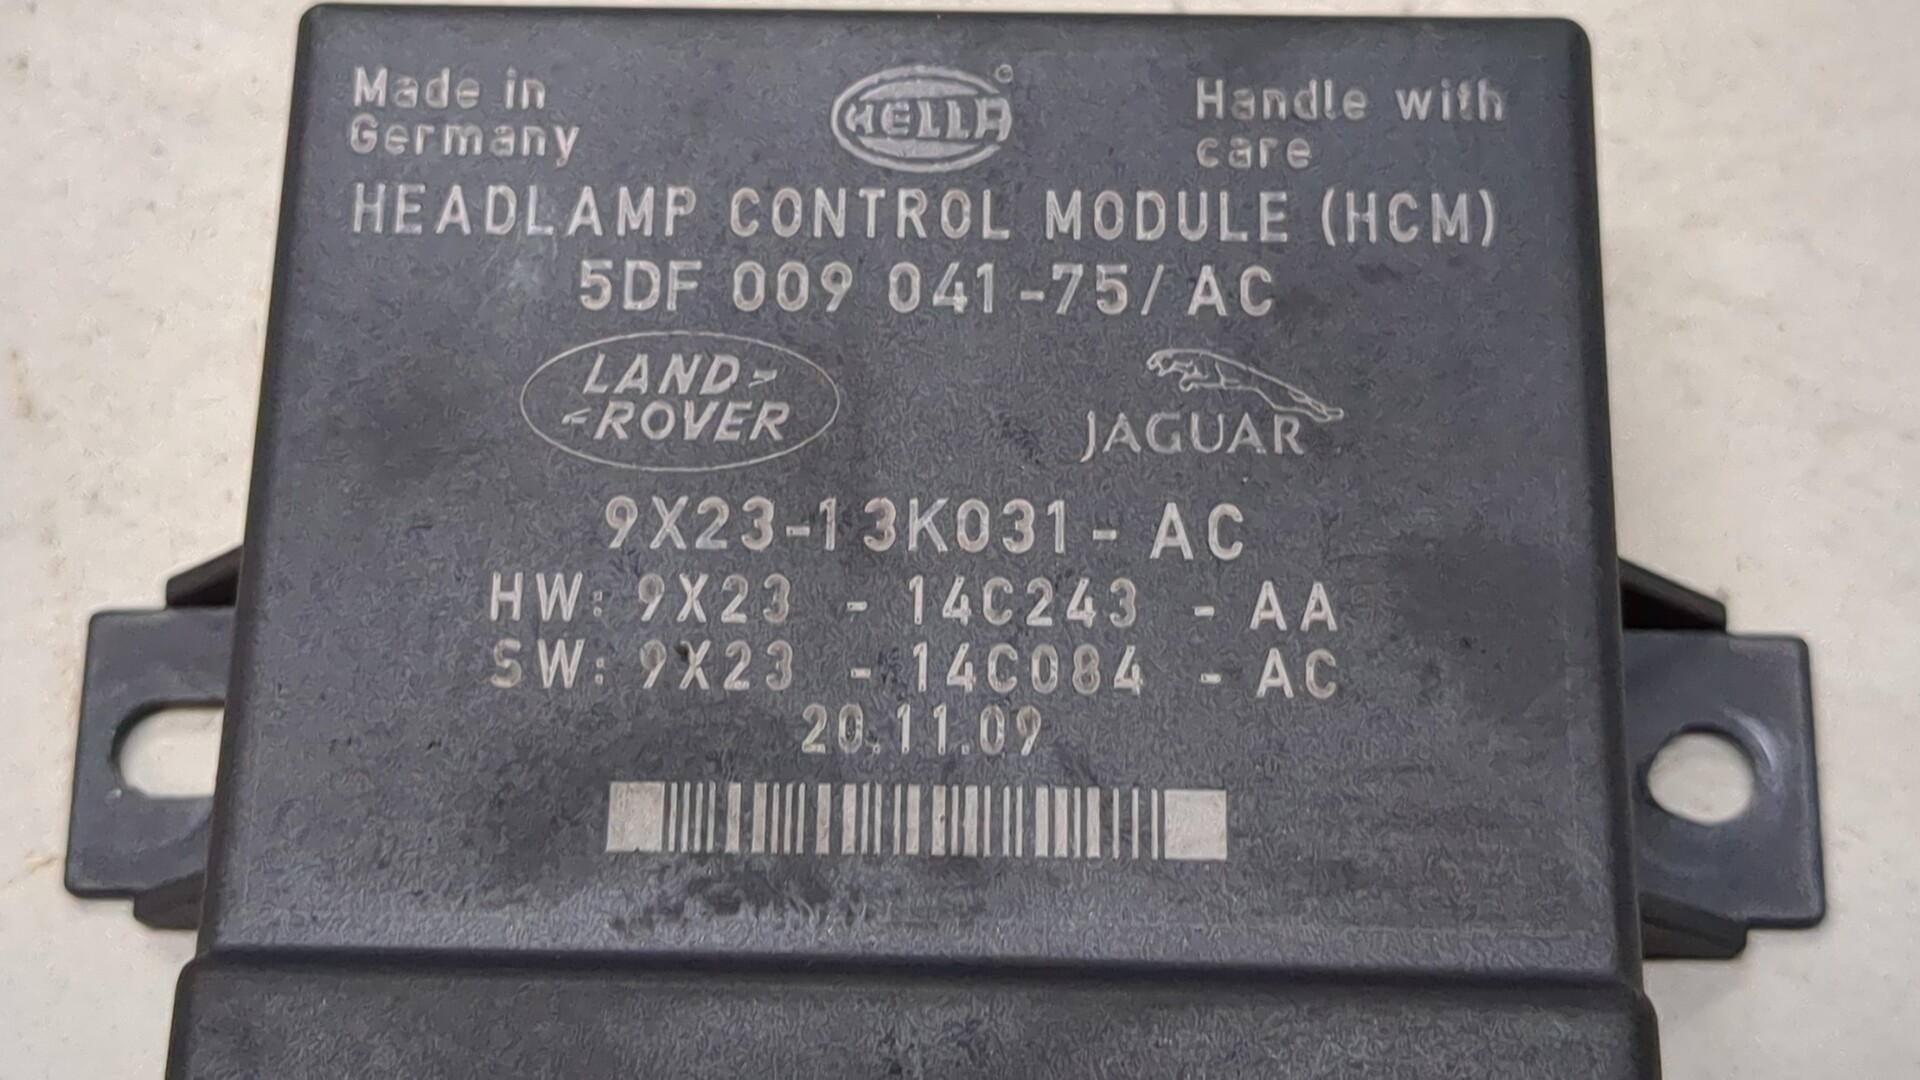 Made in
Germany
HELLA
Handle with
care
HEADLAMP CONTROL MODULE (HCM)
5DF 009 041-75/ AC
LAND-
-ROVER
JAGUAR
9X23-13K031-AC
HW: 9X23 - 14C243 - AA
SW: 9X23 - 14C084 - AC
20.11.09